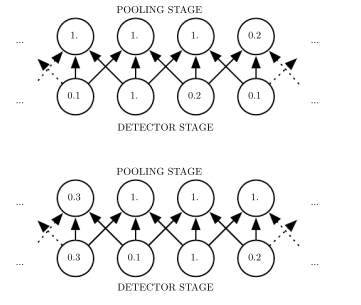 POOLING STAGE
... 1. 1. 1. 0.2 ...
... 0.1 1. 0.2 0.1 ...
DETECTOR STAGE
POOLING STAGE
... 0.3 1. 1. 1. ...
... 0.3 0.1 1. 0.2 ...
DETECTOR STAGE